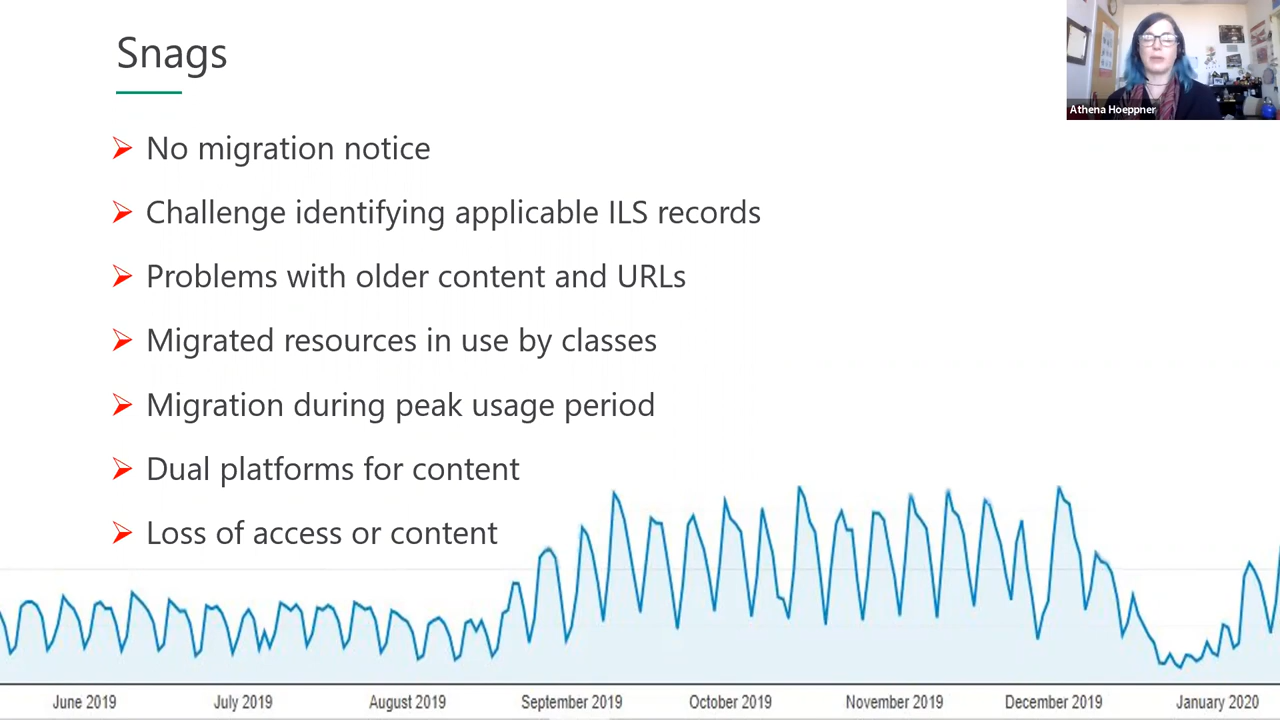 Snags
Athena Hoeppner
No migration notice
Challenge identifying applicable ILS records
Problems with older content and URLs
Migrated resources in use by classes
Migration during peak usage period
Dual platforms for content
Loss of access or content
June 2019
July 2019
August 2019
September 2019
October 2019
November 2019
December 2019
January 2020